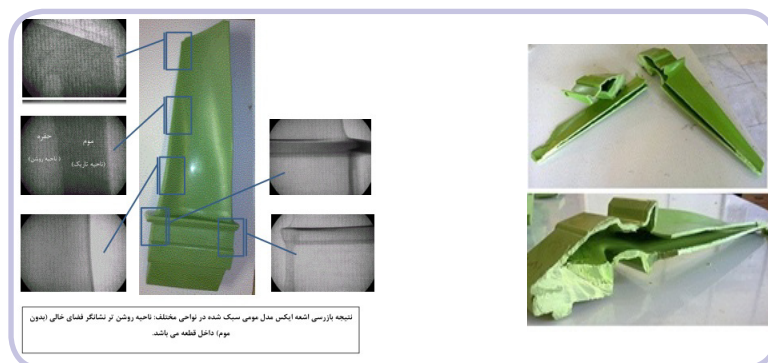 حفره
(ناحیه روشن)
موم
(ناحیه تاریک)
نتیجه بازرسی اشعه ایکس مدل مومی سبک شده در نواحی مختلف: ناحیه روشن تر نشانگر فضای خالی (بدون
موم) داخل قطعه می باشد.